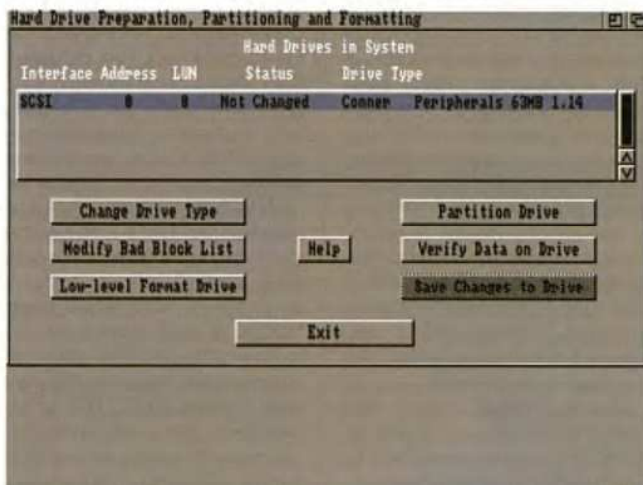 Hard Drive Preparation, Partitioning and Formatting
Hard Drives in System
Interface Address LUN Status Drive Type
SCSI 0 0 Not Changed Conner Peripherals 63MB 1.14
Change Drive Type
Partition Drive
Modify Bad Block List
Help
Verify Data on Drive
Low-level Format Drive
Save Changes to Drive
Exit